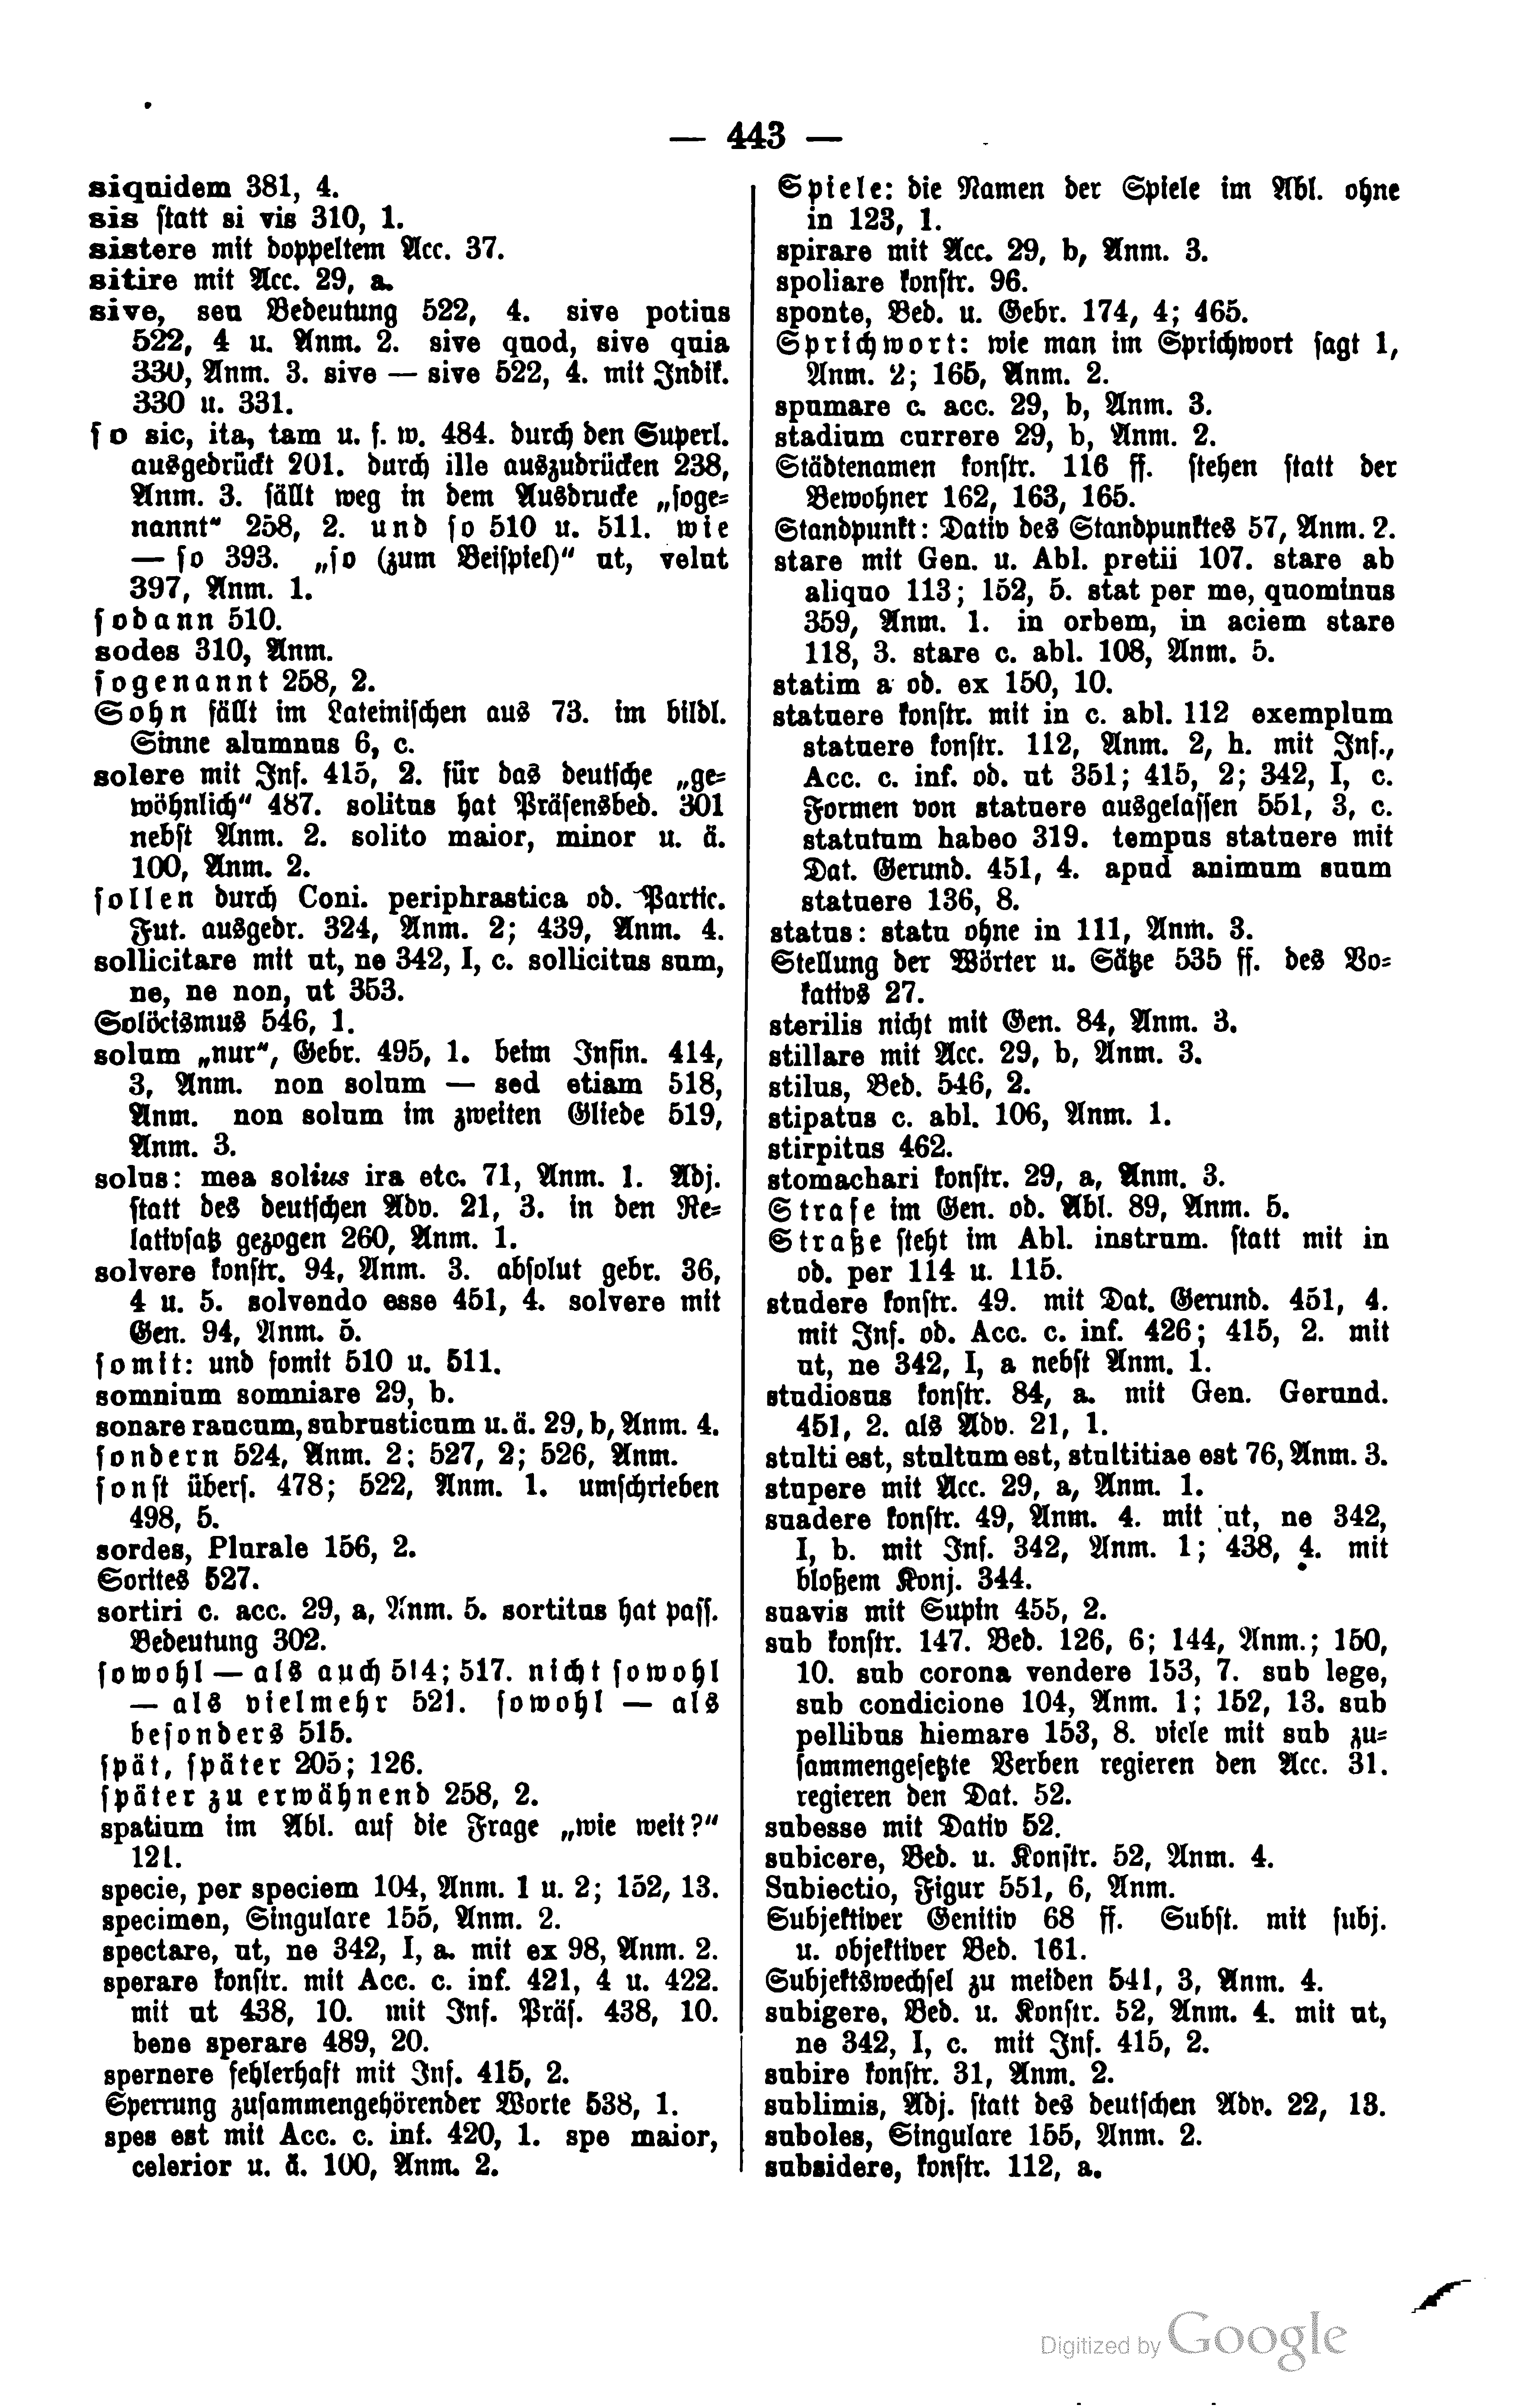 — 443 —
siquidem 381, 4.
sis statt si vis 310, 1.
sistere mit doppeltem Acc. 37.
sitire mit Acc. 29, a.
sive, seu Bedeutung 522, 4. sive potius
522, 4 u. Anm. 2. sive quod, sive quia
330, Anm. 3. sive — sive 522, 4. mit Indik.
330 u. 331.
so sic, ita, tam u. s. w. 484. durch den Superl.
ausgedrückt 201. durch ille auszudrücken 238,
Anm. 3. fällt weg in dem Ausdrucke „soge-
nannt“ 258, 2. und so 510 u. 511. wie
— so 393. „so (zum Beispiel)“ ut, velut
397, Anm. 1.
sodann 510.
sodes 310, Anm.
sogenannt 258, 2.
Sohn fällt im Lateinischen aus 73. im bildl.
Sinne alumnus 6, c.
solere mit Inf. 415, 2. für das deutsche „ge-
wöhnlich“ 487. solitus hat Präsensbed. 301
nebst Anm. 2. solito maior, minor u. ä.
100, Anm. 2.
sollen durch Coni. periphrastica od. Partic.
Fut. ausgedr. 324, Anm. 2; 439, Anm. 4.
sollicitare mit ut, ne 342, I, c. sollicitus sum,
ne, ne non, ut 353.
Solöcismus 546, 1.
solum „nur“, Gebr. 495, 1. beim Infin. 414,
3, Anm. non solum — sed etiam 518,
Anm. non solum im zweiten Gliede 519,
Anm. 3.
solus: mea solius ira etc. 71, Anm. 1. Adj.
statt des deutschen Adv. 21, 3. in den Re-
lativsatz gezogen 260, Anm. 1.
solvere konstr. 94, Anm. 3. absolut gebr. 36,
4 u. 5. solvendo esse 451, 4. solvere mit
Gen. 94, Anm. 5.
somit: und somit 510 u. 511.
somnium somniare 29, b.
sonare raucum, subrusticum u. ä. 29, b, Anm. 4.
sondern 524, Anm. 2; 527, 2; 526, Anm.
sonst übers. 478; 522, Anm. 1. umschrieben
498, 5.
sordes, Plurale 156, 2.
Sorites 527.
sortiri c. acc. 29, a, Anm. 5. sortitus hat pass.
Bedeutung 302.
sowohl — als auch 514; 517. nicht sowohl
— als vielmehr 521. sowohl — als
besonders 515.
spät, später 205; 126.
später zu erwähnend 258, 2.
spatium im Abl. auf die Frage „wie weit?“
121.
specie, per speciem 104, Anm. 1 u. 2; 152, 13.
specimen, Singulare 155, Anm. 2.
spectare, ut, ne 342, I, a. mit ex 98, Anm. 2.
sperare konstr. mit Acc. c. inf. 421, 4 u. 422.
mit ut 438, 10. mit Inf. Präs. 438, 10.
bene sperare 489, 20.
spernere fehlerhaft mit Inf. 415, 2.
Sperrung zusammengehörender Worte 538, 1.
spes est mit Acc. c. inf. 420, 1. spe maior,
celerior u. ä. 100, Anm. 2.
Spiele: die Namen der Spiele im Abl. ohne
in 123, 1.
spirare mit Acc. 29, b, Anm. 3.
spoliare konstr. 96.
sponte, Bed. u. Gebr. 174, 4; 465.
Sprichwort: wie man im Sprichwort sagt 1,
Anm. 2; 165, Anm. 2.
spumare c. acc. 29, b, Anm. 3.
stadium currere 29, b, Anm. 2.
Städtenamen konstr. 116 ff. stehen statt der
Bewohner 162, 163, 165.
Standpunkt: Dativ des Standpunktes 57, Anm. 2.
stare mit Gen. u. Abl. pretii 107. stare ab
aliquo 113; 152, 5. stat per me, quominus
359, Anm. 1. in orbem, in aciem stare
118, 3. stare c. abl. 108, Anm. 5.
statim a od. ex 150, 10.
statuere konstr. mit in c. abl. 112 exemplum
statuere konstr. 112, Anm. 2, h. mit Inf.,
Acc. c. inf. od. ut 351; 415, 2; 342, I, c.
Formen von statuere ausgelassen 551, 3, c.
statutum habeo 319. tempus statuere mit
Dat. Gerund. 451, 4. apud animum suum
statuere 136, 8.
status: statu ohne in 111, Anm. 3.
Stellung der Wörter u. Sätze 535 ff. des Vo-
kativs 27.
sterilis nicht mit Gen. 84, Anm. 3.
stillare mit Acc. 29, b, Anm. 3.
stilus, Bed. 546, 2.
stipatus c. abl. 106, Anm. 1.
stirpitus 462.
stomachari konstr. 29, a, Anm. 3.
Strafe im Gen. od. Abl. 89, Anm. 5.
Straße steht im Abl. instrum. statt mit in
od. per 114 u. 115.
studere konstr. 49. mit Dat. Gerund. 451, 4.
mit Inf. od. Acc. c. inf. 426; 415, 2. mit
ut, ne 342, I, a nebst Anm. 1.
studiosus konstr. 84, a. mit Gen. Gerund.
451, 2. als Adv. 21, 1.
stulti est, stultum est, stultitiae est 76, Anm. 3.
stupere mit Acc. 29, a, Anm. 1.
suadere konstr. 49, Anm. 4. mit ut, ne 342,
I, b. mit Inf. 342, Anm. 1; 438, 4. mit
bloßem Konj. 344.
suavis mit Supin 455, 2.
sub konstr. 147. Bed. 126, 6; 144, Anm.; 150,
10. sub corona vendere 153, 7. sub lege,
sub condicione 104, Anm. 1; 152, 13. sub
pellibus hiemare 153, 8. viele mit sub zu-
sammengesetzte Verben regieren den Acc. 31.
regieren den Dat. 52.
subesse mit Dativ 52.
subicere, Bed. u. Konstr. 52, Anm. 4.
Subiectio, Figur 551, 6, Anm.
Subjektiver Genitiv 68 ff. Subst. mit subj.
u. objektiver Bed. 161.
Subjektswechsel zu meiden 541, 3, Anm. 4.
subigere, Bed. u. Konstr. 52, Anm. 4. mit ut,
ne 342, I, c. mit Inf. 415, 2.
subire konstr. 31, Anm. 2.
sublimis, Adj. statt des deutschen Adv. 22, 13.
suboles, Singulare 155, Anm. 2.
subsidere, konstr. 112, a.
Digitized by Google